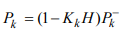 P_k = (1 − K_k H) P_k^−